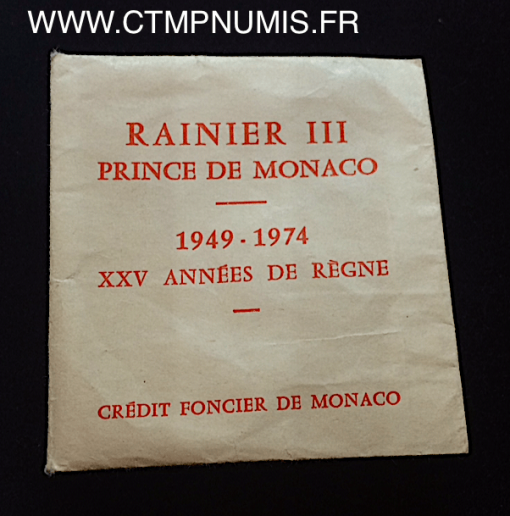 WWW.CTMPNUMIS.FR
RAINIER III
PRINCE DE MONACO
1949 - 1974
XXV ANNÉES DE RÈGNE
CRÉDIT FONCIER DE MONACO